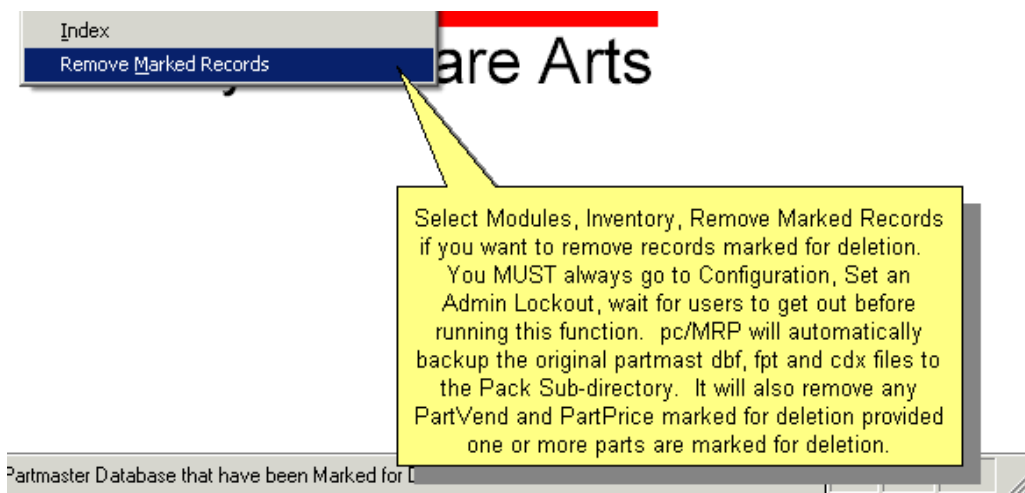 Index
Remove Marked Records
are Arts
Select Modules, Inventory, Remove Marked Records
if you want to remove records marked for deletion.
You MUST always go to Configuration, Set an
Admin Lockout, wait for users to get out before
running this function. pc/MRP will automatically
backup the original partmast dbf, fpt and cdx files to
the Pack Sub-directory. It will also remove any
PartVend and PartPrice marked for deletion provided
one or more parts are marked for deletion.
Partmaster Database that have been Marked for